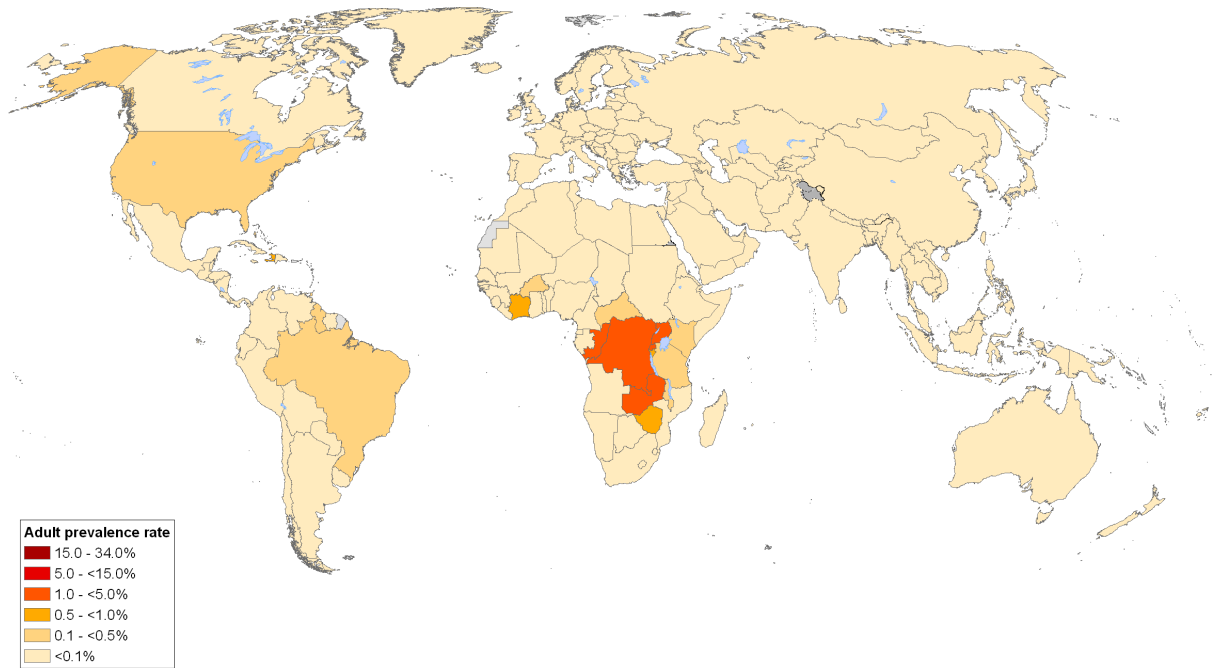 Adult prevalence rate
15.0 - 34.0%
5.0 - <15.0%
1.0 - <5.0%
0.5 - <1.0%
0.1 - <0.5%
<0.1%